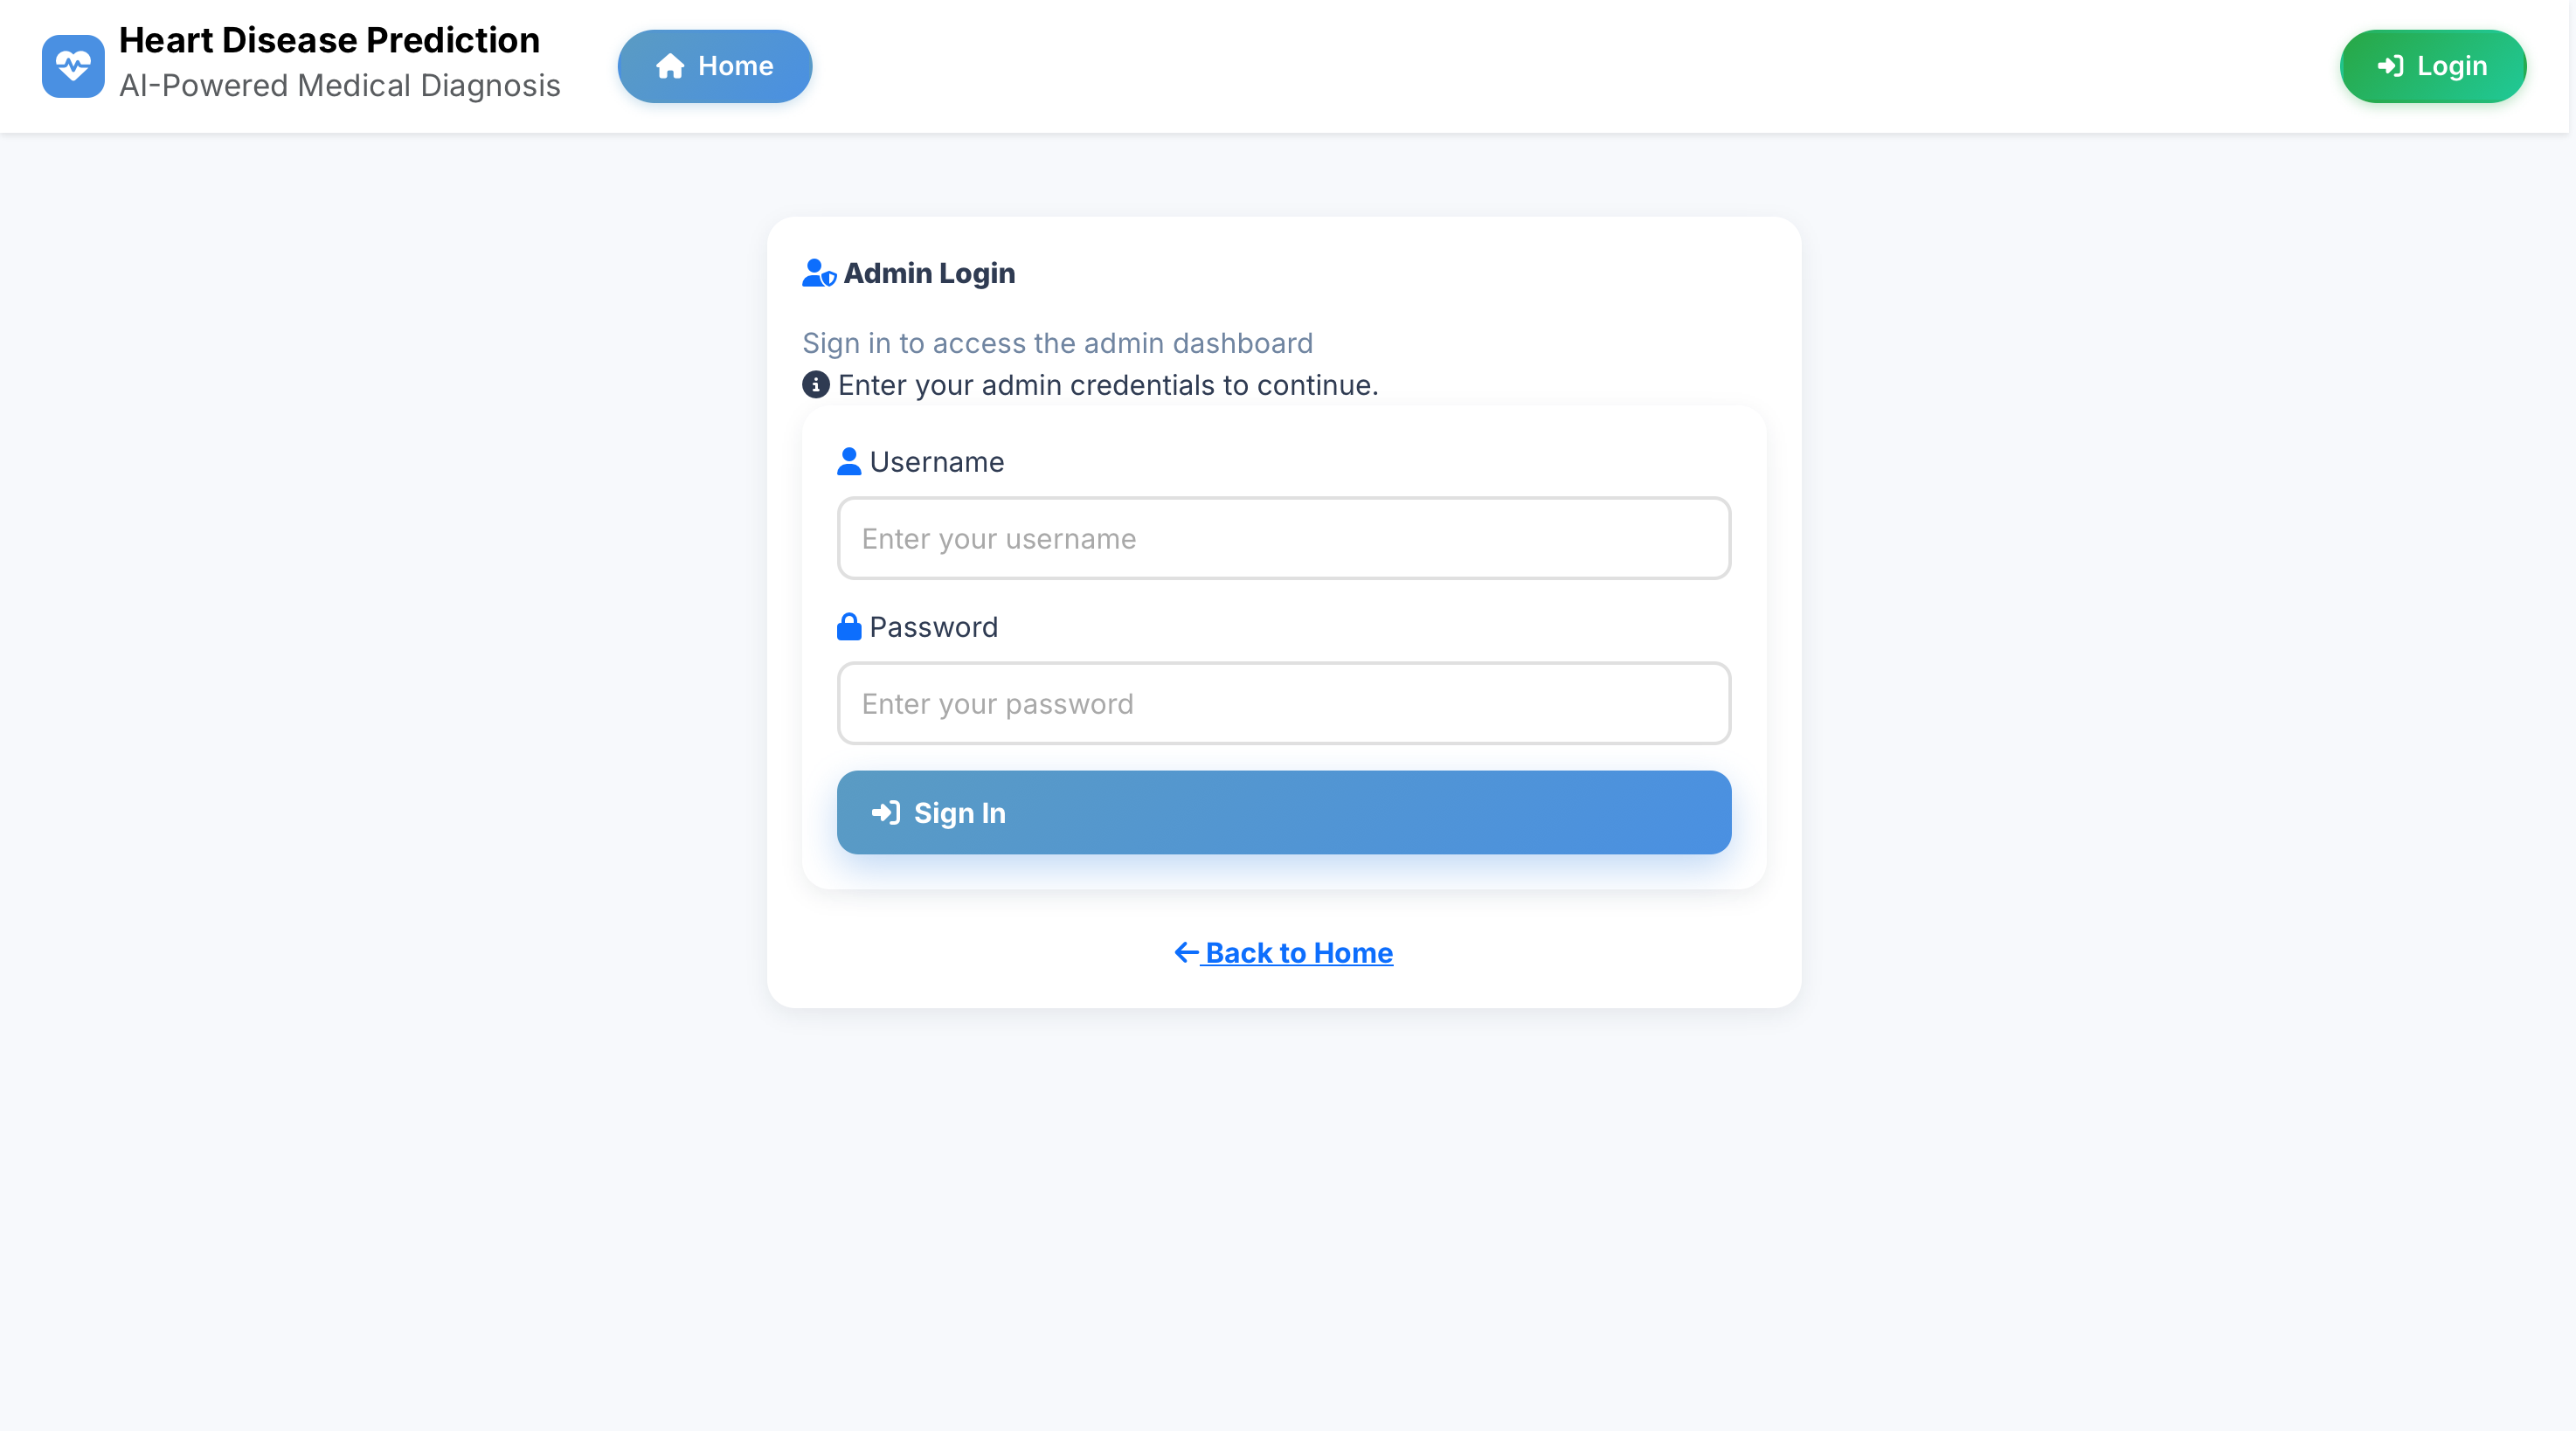 Heart Disease Prediction
AI-Powered Medical Diagnosis
Home
Login
Admin Login
Sign in to access the admin dashboard
Enter your admin credentials to continue.
Username
Enter your username
Password
Enter your password
Sign In
Back to Home